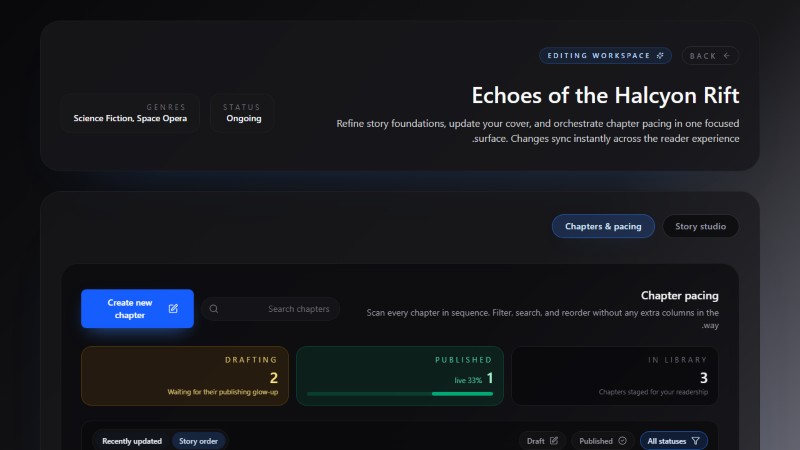 BACK
EDITING WORKSPACE
Echoes of the Halcyon Rift
Refine story foundations, update your cover, and orchestrate chapter pacing in one focused
surface. Changes sync instantly across the reader experience.
STATUS
Ongoing
GENRES
Science Fiction, Space Opera
Story studio
Chapters & pacing
Chapter pacing
Scan every chapter in sequence. Filter, search, and reorder without any extra columns in the
way.
Search chapters
Create new
chapter
IN LIBRARY
3
Chapters staged for your readership
PUBLISHED
1 live 33%
DRAFTING
2
Waiting for their publishing glow-up
All statuses
Published
Draft
Story order
Recently updated